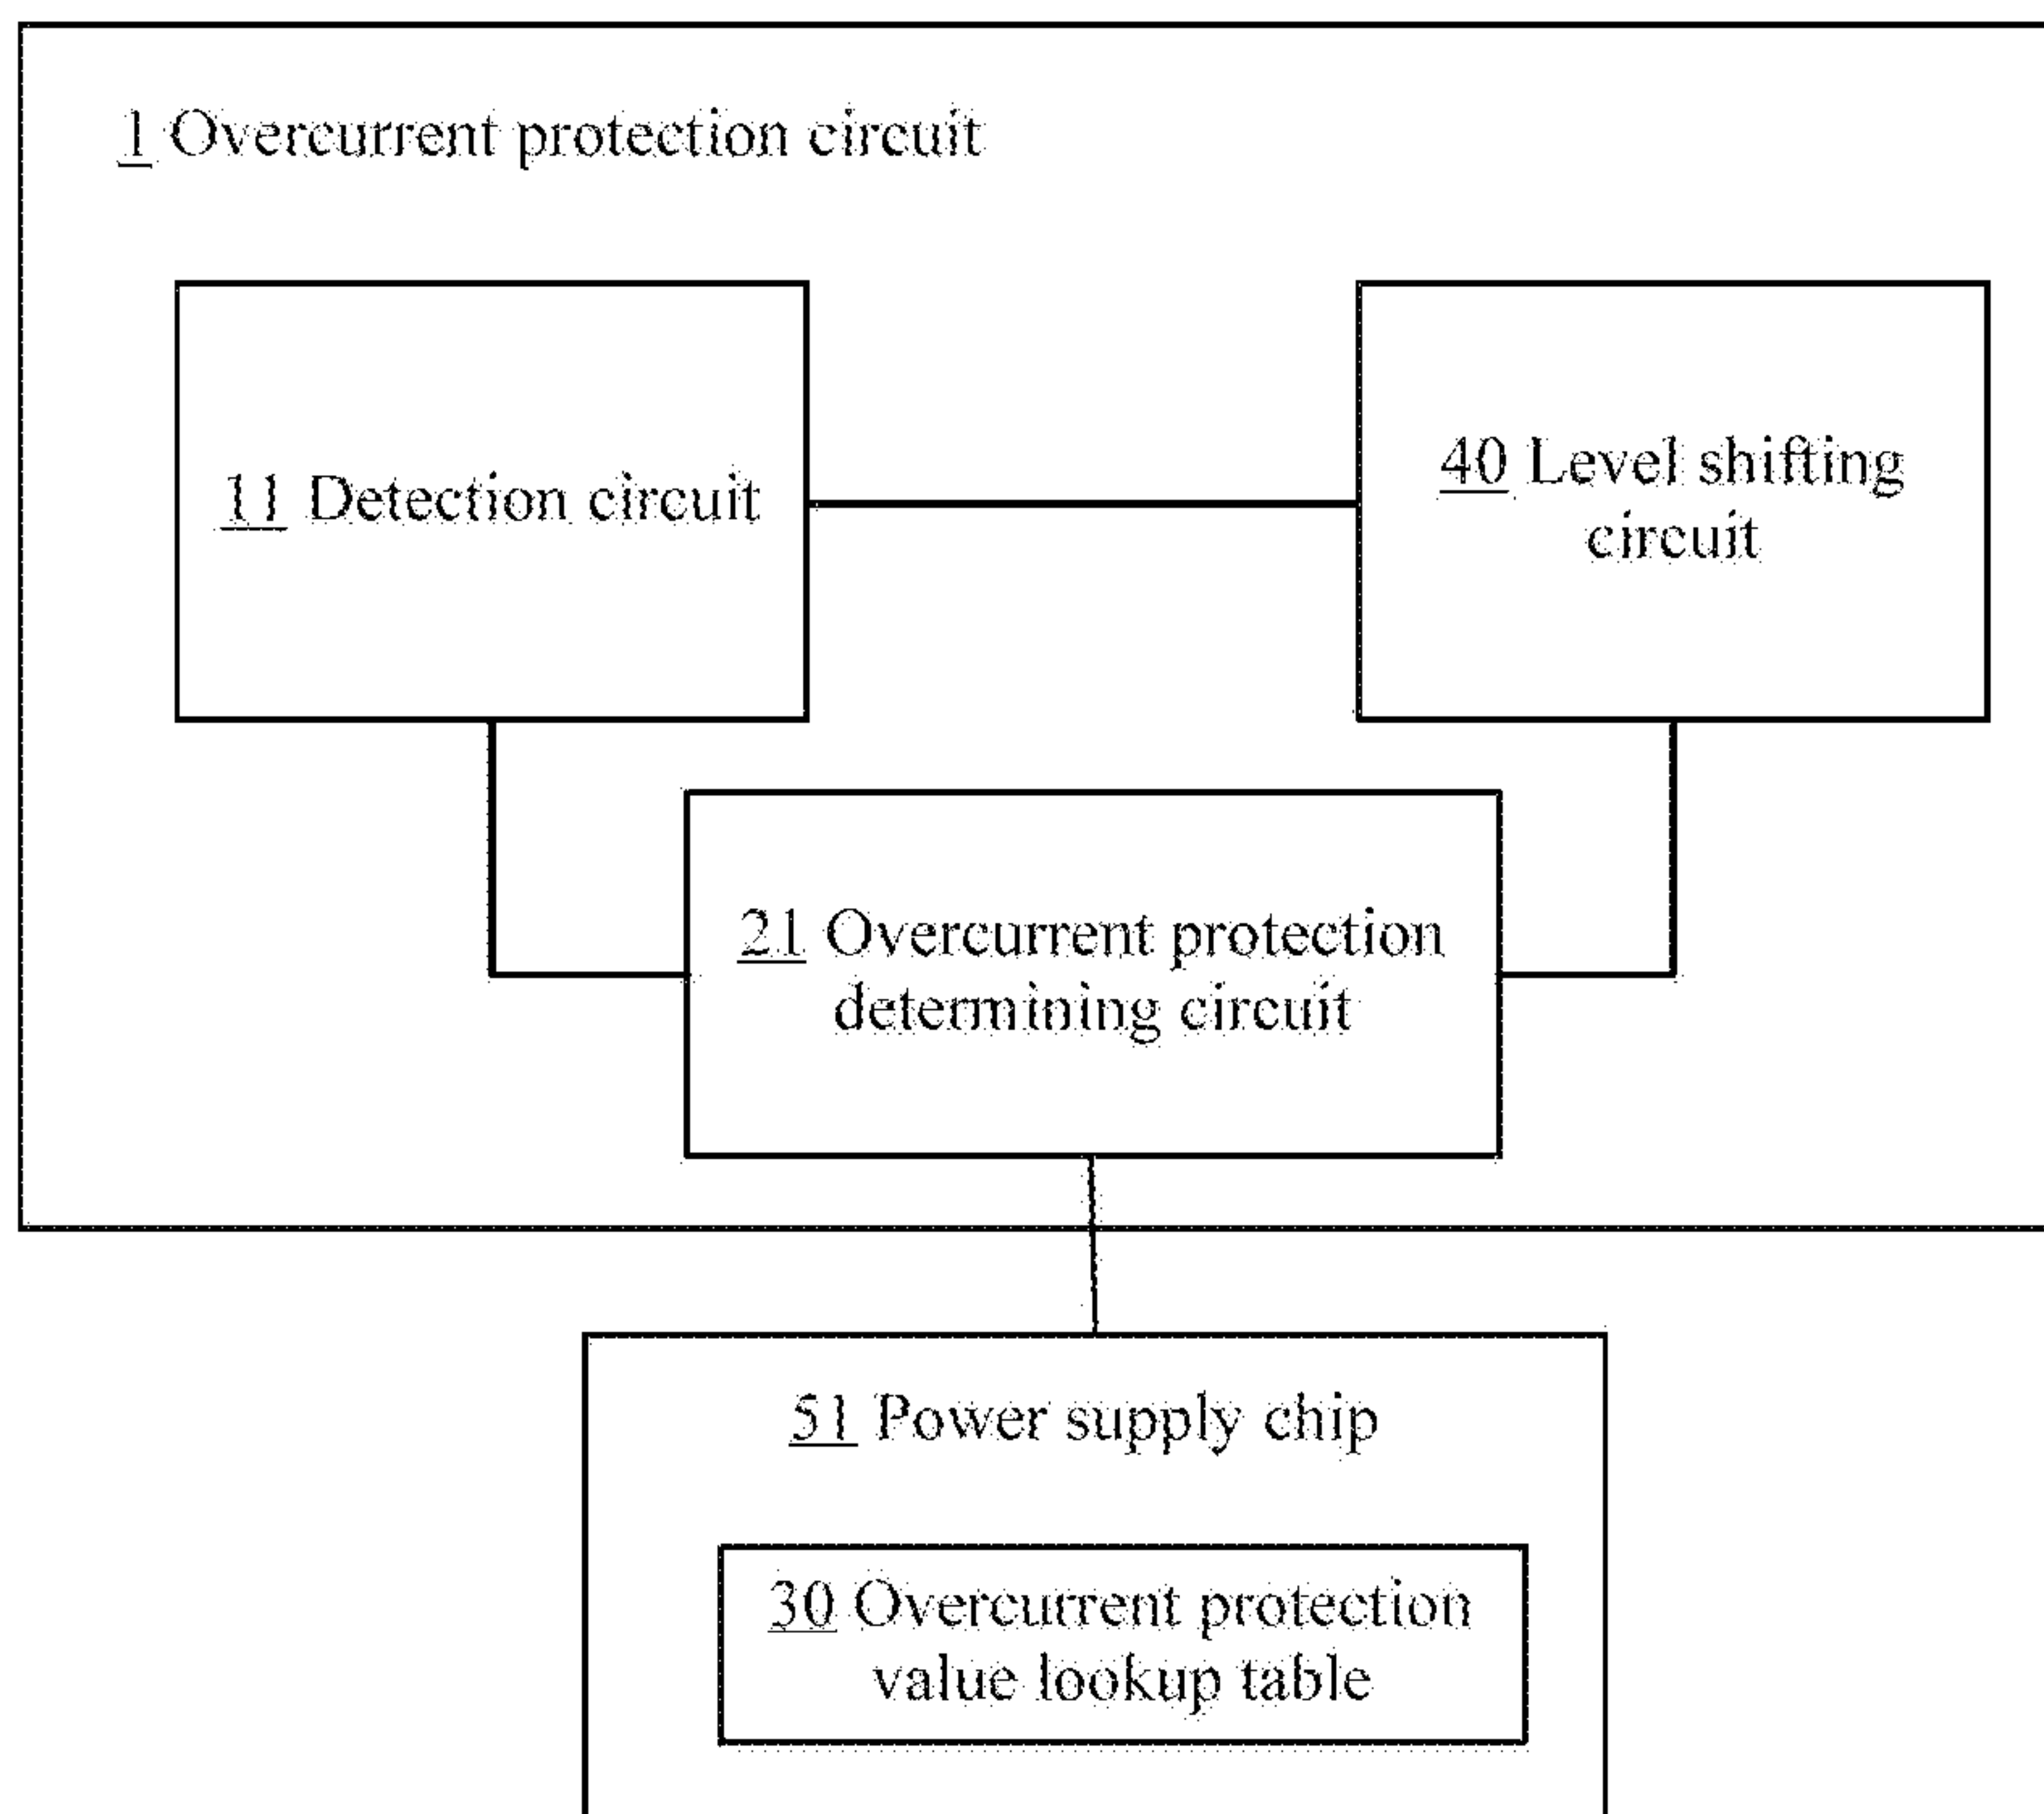 1 Overcurrent protection circuit
11 Detection circuit
40 Level shifting
circuit
21 Overcurrent protection
determining circuit
51 Power supply chip
30 Overcurrent protection
value lookup table